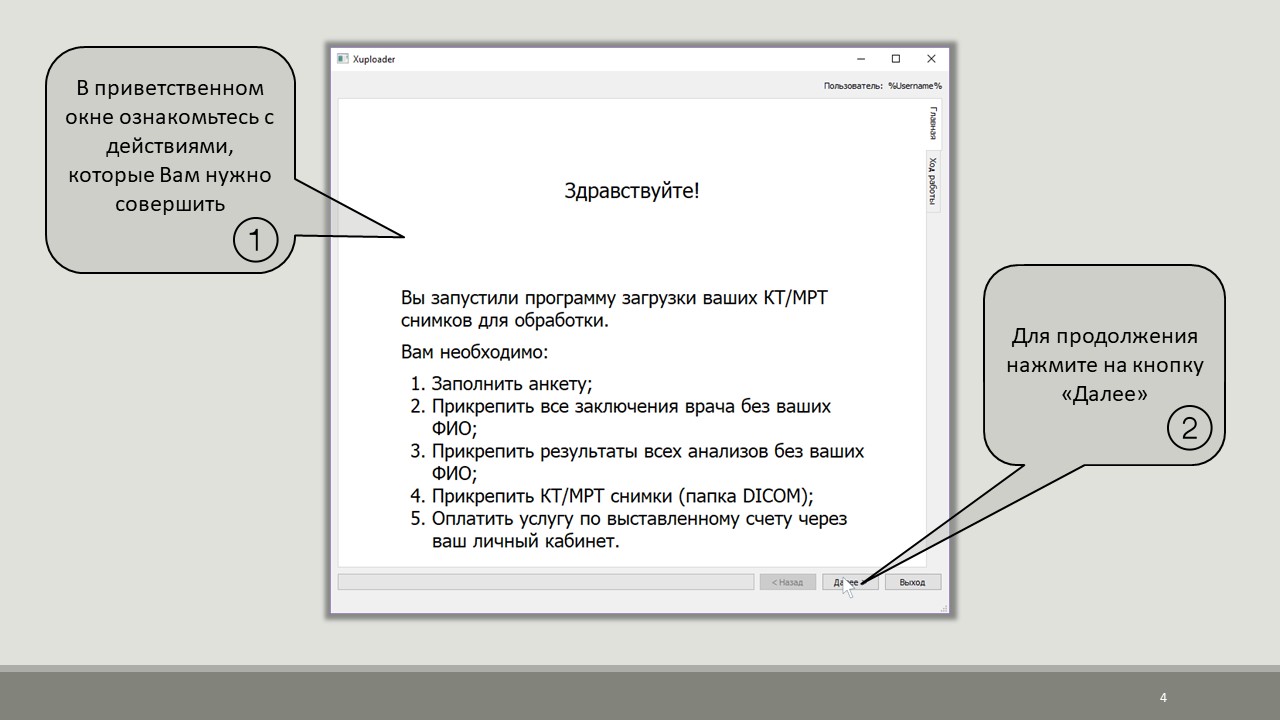 В приветственном
окне ознакомьтесь с
действиями,
которые Вам нужно
совершить
1
Xuploader
Пользователь: %Username%
Главная
Ход работы
Здравствуйте!
Вы запустили программу загрузки ваших КТ/МРТ
снимков для обработки.
Вам необходимо:
1. Заполнить анкету;
2. Прикрепить все заключения врача без ваших
ФИО;
3. Прикрепить результаты всех анализов без ваших
ФИО;
4. Прикрепить КТ/МРТ снимки (папка DICOM);
5. Оплатить услугу по выставленному счету через
ваш личный кабинет.
< Назад
Далее >
Выход
Для продолжения
нажмите на кнопку
«Далее»
2
4